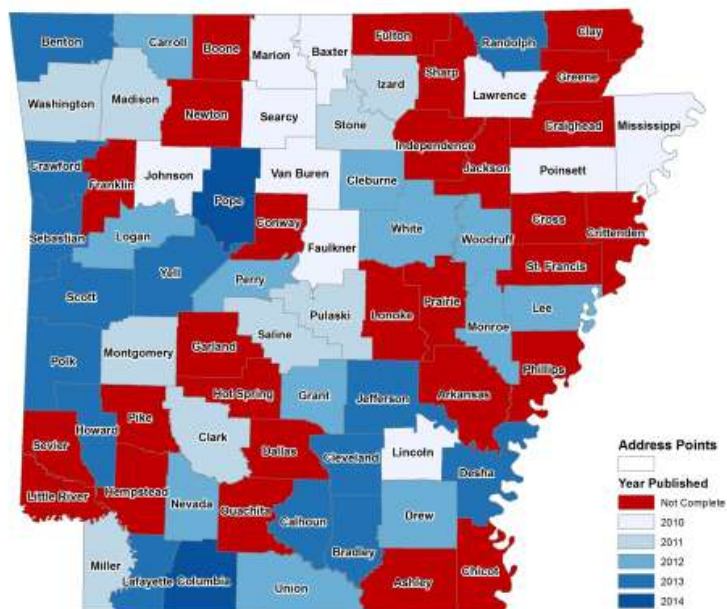 Benton
Carroll
Boone
Marion
Baxter
Fulton
Randolph
Clay
Sharp
Greene
Izard
Lawrence
Washington
Madison
Newton
Searcy
Stone
Craighead
Mississippi
Independence
Jackson
Poinsett
Crawford
Franklin
Johnson
Pope
Van Buren
Cleburne
Conway
Cross
Crittenden
White
Woodruff
Sebastian
Logan
Faulkner
St. Francis
Yell
Perry
Scott
Pulaski
Lonoke
Prairie
Monroe
Lee
Saline
Garland
Montgomery
Polk
Phillips
Hot Spring
Grant
Jefferson
Arkansas
Pike
Howard
Clark
Dallas
Cleveland
Lincoln
Desha
Sevier
Little River
Hempstead
Nevada
Ouachita
Calhoun
Drew
Bradley
Miller
Lafayette
Columbia
Union
Ashley
Chicot
Address Points
Year Published
Not Complete
2010
2011
2012
2013
2014